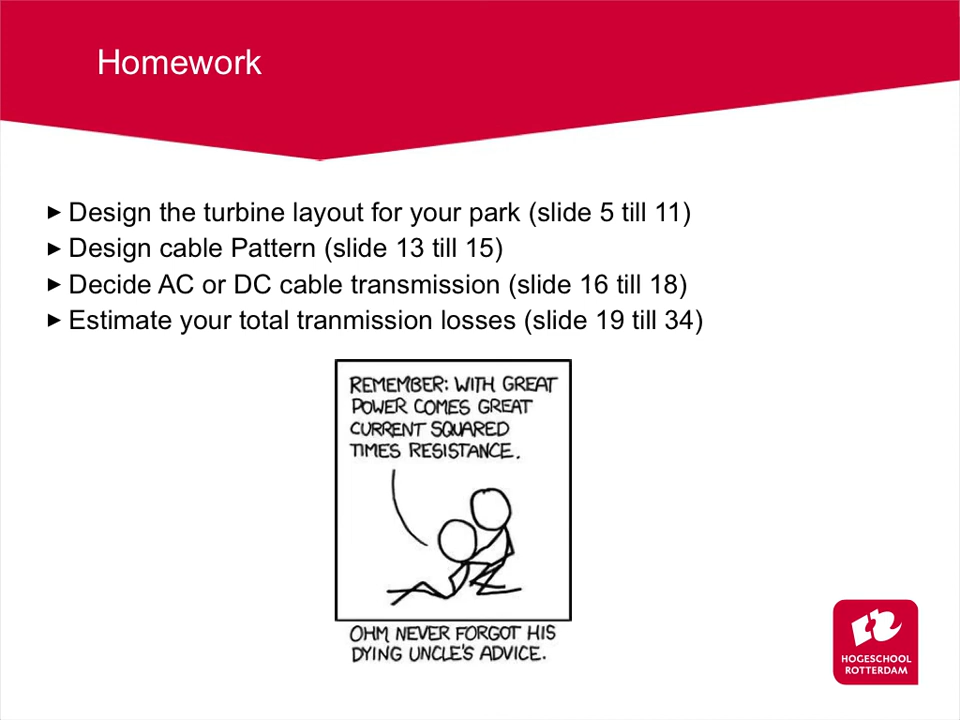 Homework
► Design the turbine layout for your park (slide 5 till 11)
► Design cable Pattern (slide 13 till 15)
► Decide AC or DC cable transmission (slide 16 till 18)
► Estimate your total tranmission losses (slide 19 till 34)
REMEMBER: WITH GREAT
POWER COMES GREAT
CURRENT SQUARED
TIMES RESISTANCE.
OHM NEVER FORGOT HIS
DYING UNCLE'S ADVICE.
HOGESCHOOL
ROTTERDAM